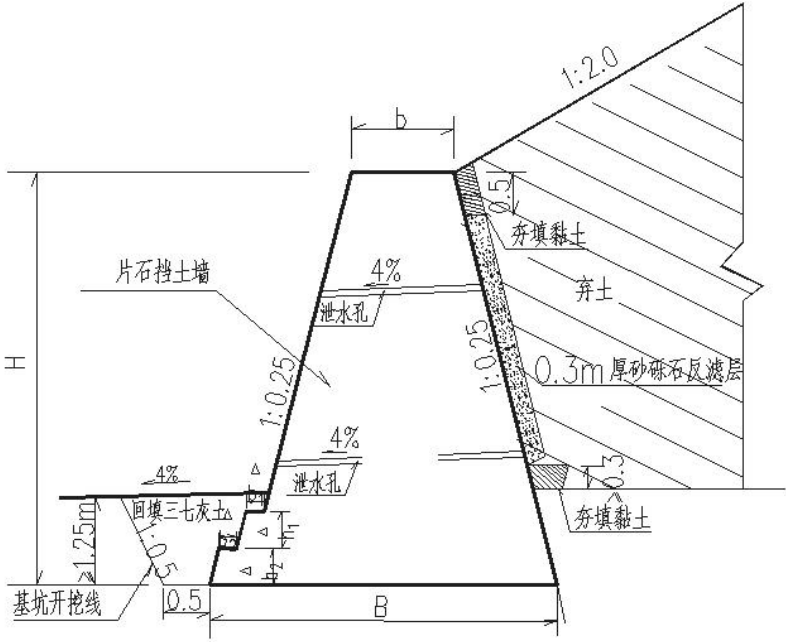 1:2.0
b
0.5
夯填黏土
片石挡土墙
4%
泄水孔
弃土
H
1:0.25
1:0.25
0.3m厚砂砾石反滤层
4%
4%
泄水孔
≥0.3
回填三七灰土
夯填黏土
≥1.25m
1:0.5
h1
h2
基坑开挖线
0.5
B